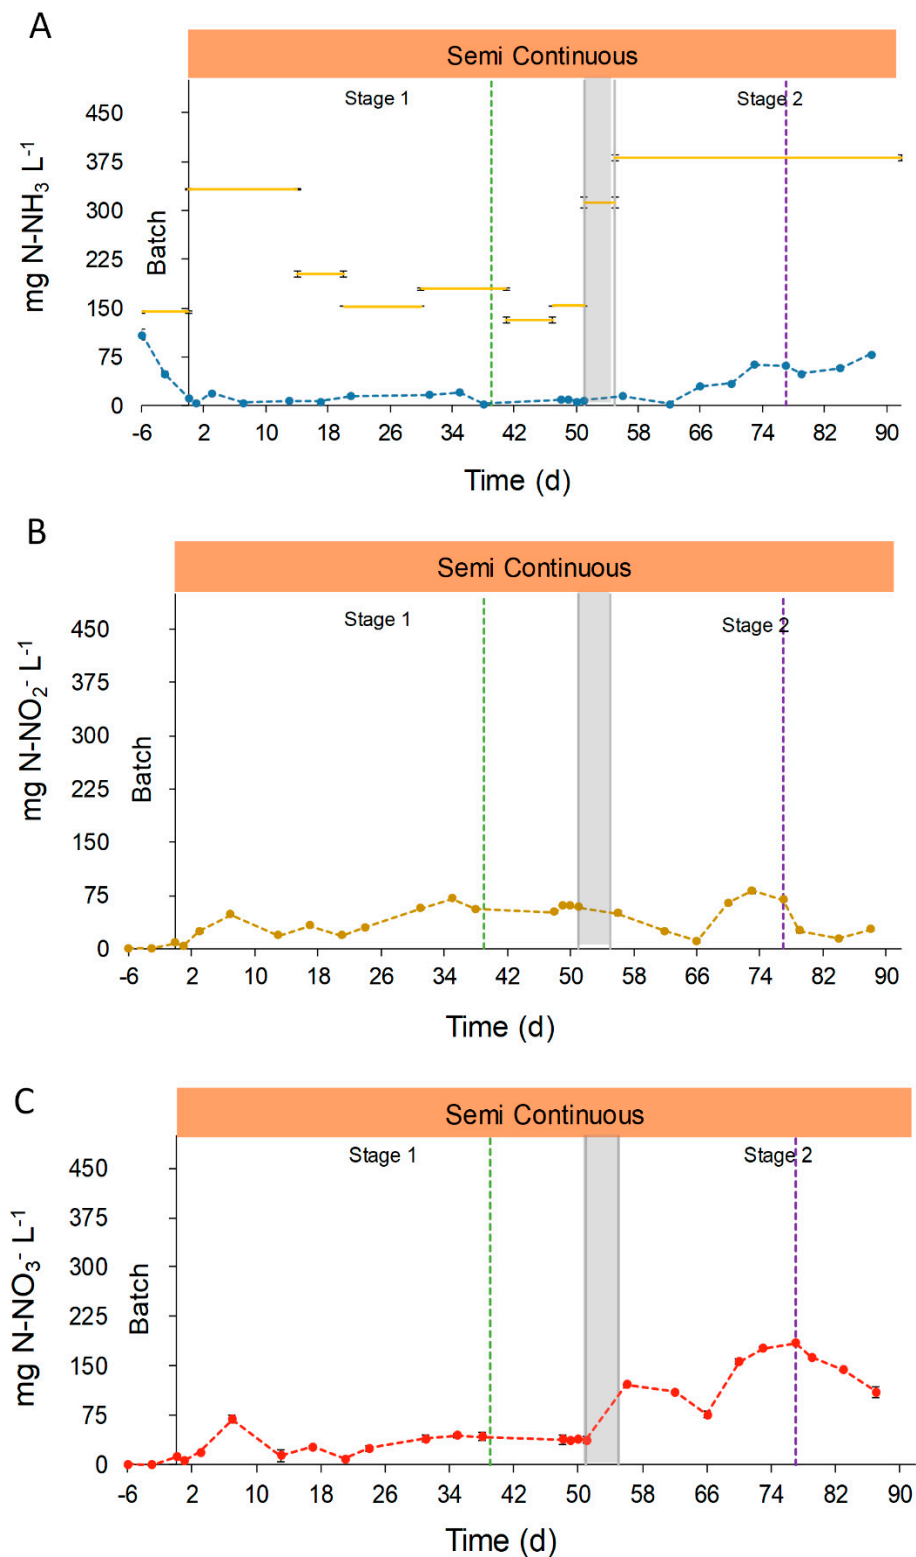 A
Semi Continuous
Stage 1
Stage 2
450
375
300
225
150
75
0
mg N-NH₃ L⁻¹
Batch
-6 2 10 18 26 34 42 50 58 66 74 82 90
Time (d)
B
Semi Continuous
Stage 1
Stage 2
450
375
300
225
150
75
0
mg N-NO₂⁻ L⁻¹
Batch
-6 2 10 18 26 34 42 50 58 66 74 82 90
Time (d)
C
Semi Continuous
Stage 1
Stage 2
450
375
300
225
150
75
0
mg N-NO₃⁻ L⁻¹
Batch
-6 2 10 18 26 34 42 50 58 66 74 82 90
Time (d)